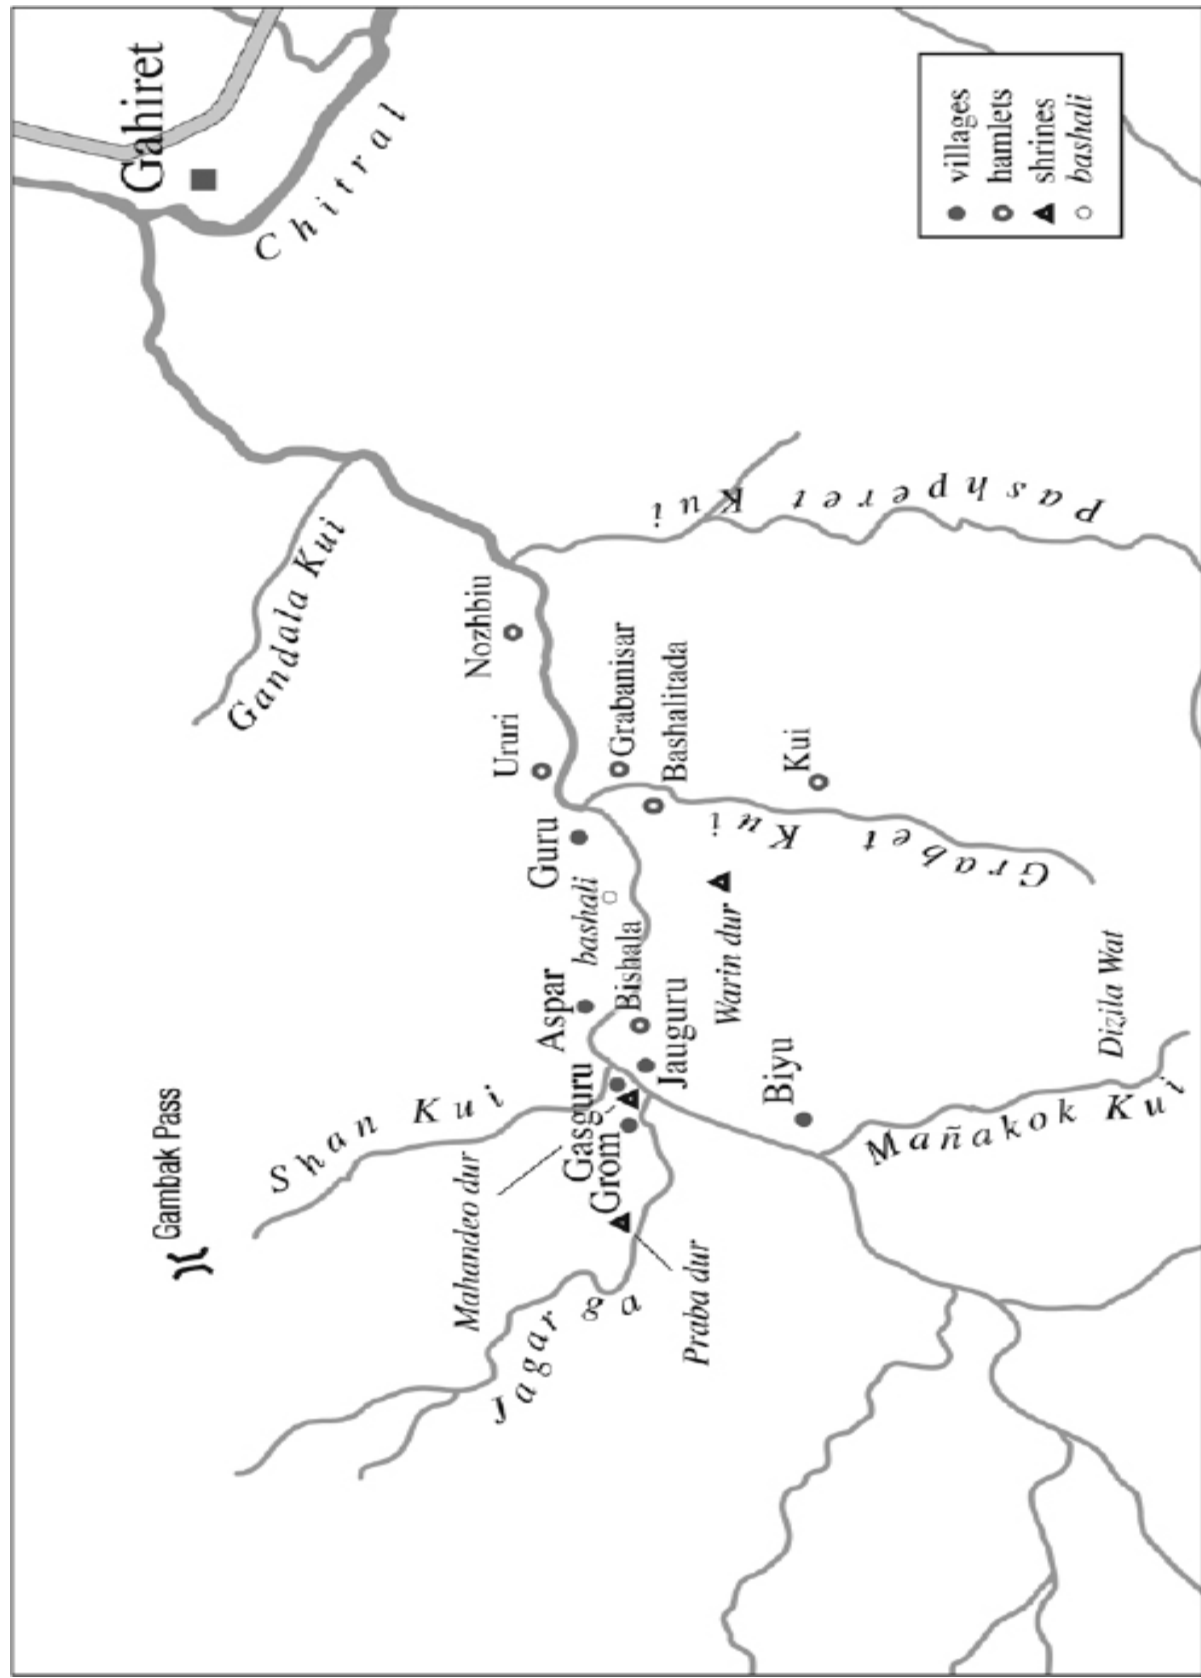 Gahiret
Chitral
Gambak Pass
Shan Kui
Gandala Kui
Mahandeo dur
Jagarga
Praba dur
Gasguru
Grom
Aspar
bashali
Bishala
Jauguru
Guru
Ururi
Nozhbiu
Grabanisar
Bashalitada
Kui
Grabet Kui
Pashperet Kui
Warin dur
Biyu
Mañakok Kui
Dizila Wat
villages
hamlets
shrines
bashali